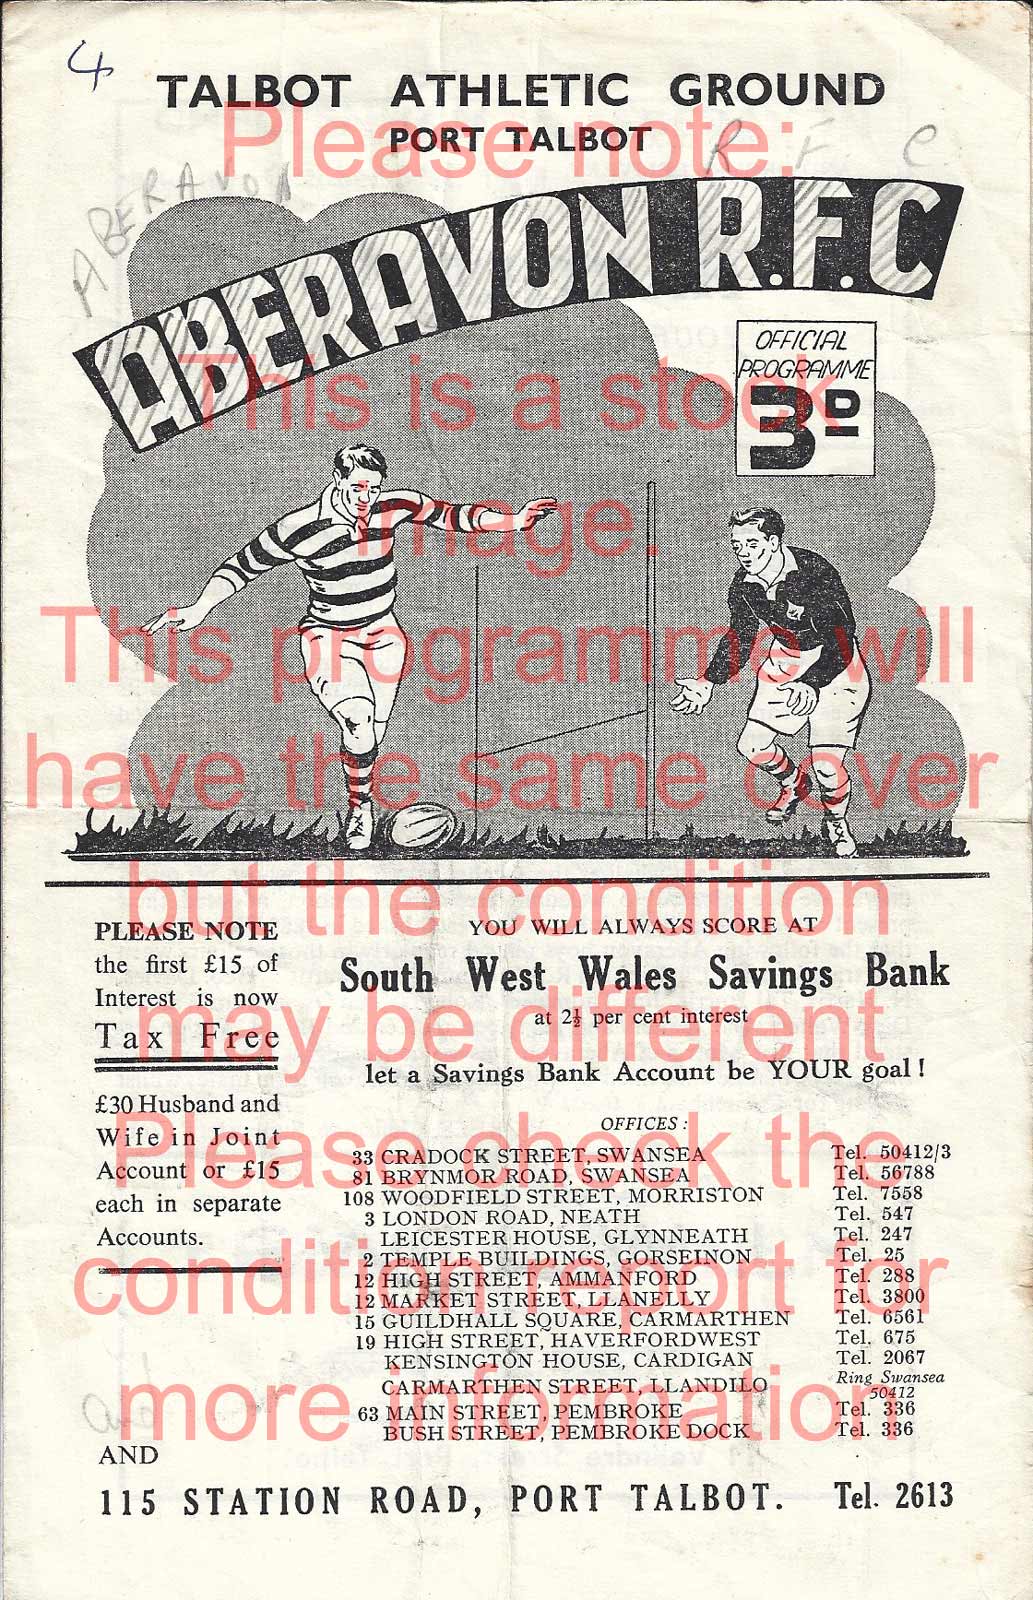 4
TALBOT ATHLETIC GROUND
PORT TALBOT
ABERAVON R F C
ABERAVON R.F.C
OFFICIAL
PROGRAMME
3D
Please note:
This is a stock
image.
This programme will
have the same cover
but the condition
may be different
Please check the
condition report for
more information
PLEASE NOTE
the first £15 of
Interest is now
Tax Free
£30 Husband and
Wife in Joint
Account or £15
each in separate
Accounts.
YOU WILL ALWAYS SCORE AT
South West Wales Savings Bank
at 2½ per cent interest
let a Savings Bank Account be YOUR goal!
OFFICES:
33 CRADOCK STREET, SWANSEA Tel. 50412/3
81 BRYNMOR ROAD, SWANSEA Tel. 56788
108 WOODFIELD STREET, MORRISTON Tel. 7558
3 LONDON ROAD, NEATH Tel. 547
LEICESTER HOUSE, GLYNNEATH Tel. 247
2 TEMPLE BUILDINGS, GORSEINON Tel. 25
12 HIGH STREET, AMMANFORD Tel. 288
12 MARKET STREET, LLANELLY Tel. 3800
15 GUILDHALL SQUARE, CARMARTHEN Tel. 6561
19 HIGH STREET, HAVERFORDWEST Tel. 675
KENSINGTON HOUSE, CARDIGAN Tel. 2067
CARMARTHEN STREET, LLANDILO Ring Swansea 50412
63 MAIN STREET, PEMBROKE Tel. 336
BUSH STREET, PEMBROKE DOCK Tel. 336
and
AND
115 STATION ROAD, PORT TALBOT. Tel. 2613